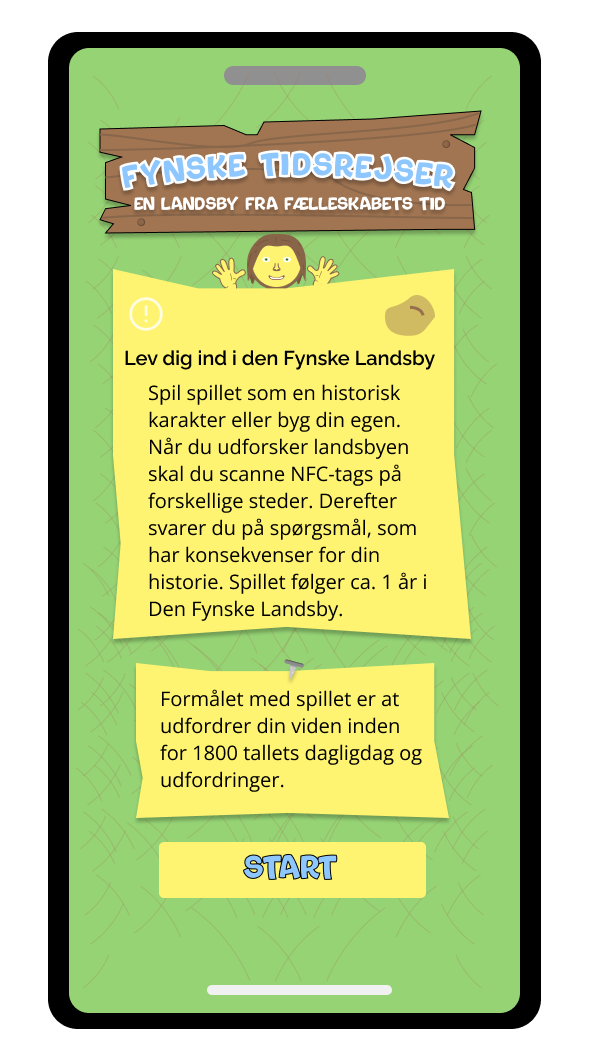 FYNSKE TIDSREJSER
EN LANDSBY FRA FÆLLESKABETS TID
Lev dig ind i den Fynske Landsby
Spil spillet som en historisk
karakter eller byg din egen.
Når du udforsker landsbyen
skal du scanne NFC-tags på
forskellige steder. Derefter
svarer du på spørgsmål, som
har konsekvenser for din
historie. Spillet følger ca. 1 år i
Den Fynske Landsby.
Formålet med spillet er at
udfordrer din viden inden
for 1800 tallets dagligdag og
udfordringer.
START